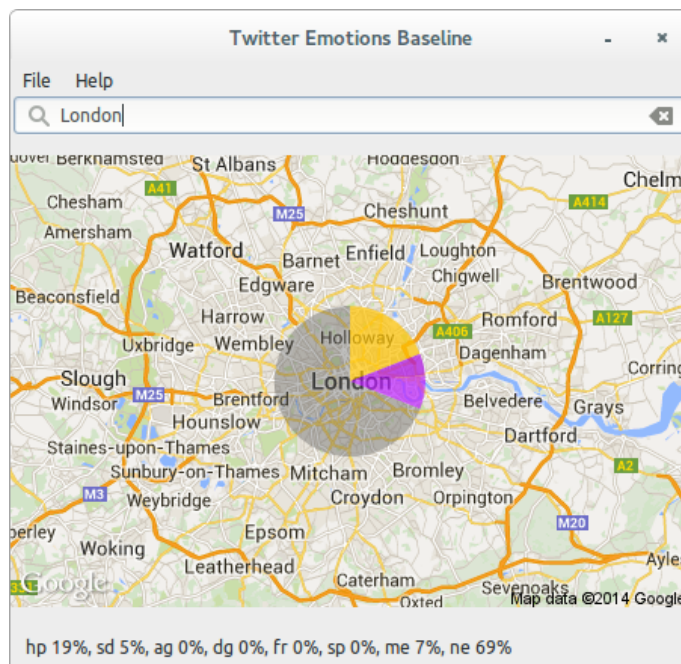 Twitter Emotions Baseline
File Help
London
Berkhamsted St Albans Hoddesdon
A41 Chelm
Chesham M25 Cheshunt A414
Amersham
Watford Barnet Enfield Loughton
Chigwell
Edgware Brentwood
Beaconsfield
Harrow Holloway A406 Romford A127
Uxbridge Wembley Dagenham
Slough London Corring
Windsor M25 Brentford Belvedere Grays
Hounslow
Staines-upon-Thames Dartford
Sunbury-on-Thames Mitcham Bromley A2
M3 Weybridge Croydon Orpington
M20
perley Epsom
Woking Leatherhead Ayles
Google Caterham Sevenoaks
Oxted Map data ©2014 Google
hp 19%, sd 5%, ag 0%, dg 0%, fr 0%, sp 0%, me 7%, ne 69%